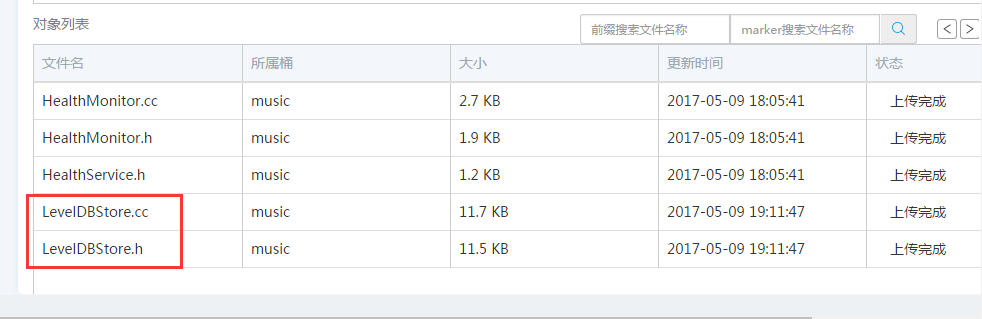 对象列表
前缀搜索文件名称 marker搜索文件名称 < >
文件名 所属桶 大小 更新时间 状态
HealthMonitor.cc music 2.7 KB 2017-05-09 18:05:41 上传完成
HealthMonitor.h music 1.9 KB 2017-05-09 18:05:41 上传完成
HealthService.h music 1.2 KB 2017-05-09 18:05:41 上传完成
LevelDBStore.cc music 11.7 KB 2017-05-09 19:11:47 上传完成
LevelDBStore.h music 11.5 KB 2017-05-09 19:11:47 上传完成